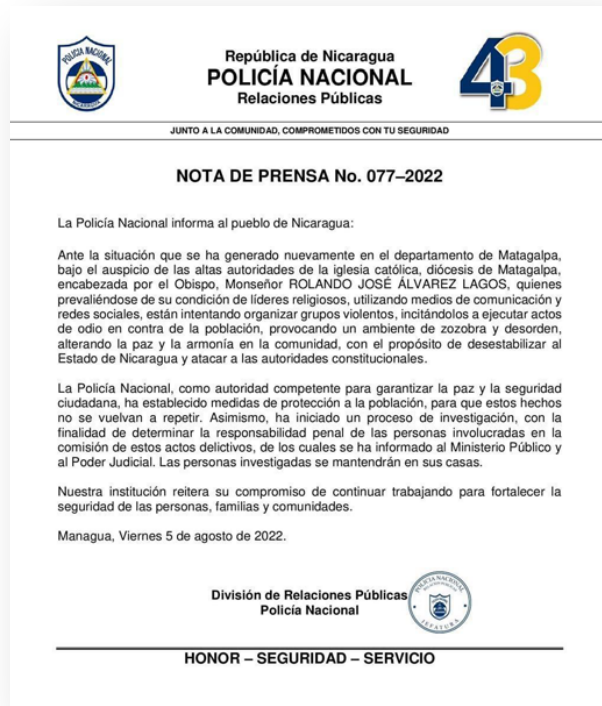 POLICIA NACIONAL
NICARAGUA
República de Nicaragua
POLICÍA NACIONAL
Relaciones Públicas
43
JUNTO A LA COMUNIDAD, COMPROMETIDOS CON TU SEGURIDAD
NOTA DE PRENSA No. 077–2022
La Policía Nacional informa al pueblo de Nicaragua:
Ante la situación que se ha generado nuevamente en el departamento de Matagalpa,
bajo el auspicio de las altas autoridades de la iglesia católica, diócesis de Matagalpa,
encabezada por el Obispo, Monseñor ROLANDO JOSÉ ÁLVAREZ LAGOS, quienes
prevaliéndose de su condición de líderes religiosos, utilizando medios de comunicación y
redes sociales, están intentando organizar grupos violentos, incitándolos a ejecutar actos
de odio en contra de la población, provocando un ambiente de zozobra y desorden,
alterando la paz y la armonía en la comunidad, con el propósito de desestabilizar al
Estado de Nicaragua y atacar a las autoridades constitucionales.
La Policía Nacional, como autoridad competente para garantizar la paz y la seguridad
ciudadana, ha establecido medidas de protección a la población, para que estos hechos
no se vuelvan a repetir. Asimismo, ha iniciado un proceso de investigación, con la
finalidad de determinar la responsabilidad penal de las personas involucradas en la
comisión de estos actos delictivos, de los cuales se ha informado al Ministerio Público y
al Poder Judicial. Las personas investigadas se mantendrán en sus casas.
Nuestra institución reitera su compromiso de continuar trabajando para fortalecer la
seguridad de las personas, familias y comunidades.
Managua, Viernes 5 de agosto de 2022.
División de Relaciones Públicas
Policía Nacional
POLICIA NACIONAL
JEFATURA
HONOR – SEGURIDAD – SERVICIO